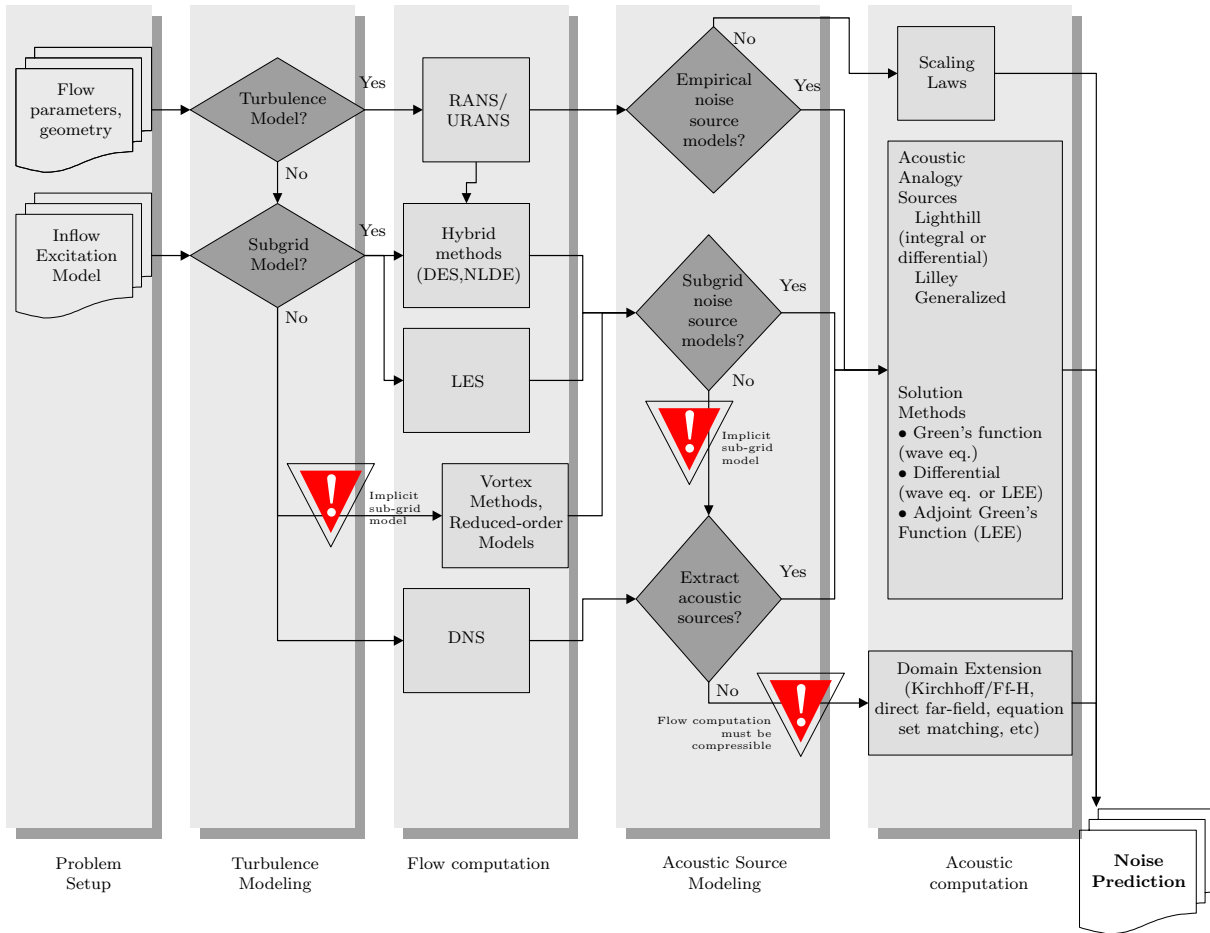 Flow
parameters,
geometry
Inflow
Excitation
Model
Turbulence
Model?
Yes
No
Subgrid
Model?
Yes
No
Implicit
sub-grid
model
RANS/
URANS
Hybrid
methods
(DES,NLDE)
LES
Vortex
Methods,
Reduced-order
Models
DNS
Empirical
noise
source
models?
No
Yes
Subgrid
noise
source
models?
Yes
No
Implicit
sub-grid
model
Extract
acoustic
sources?
Yes
No
Flow computation
must be
compressible
Scaling
Laws
Acoustic
Analogy
Sources
Lighthill
(integral or
differential)
Lilley
Generalized
Solution
Methods
• Green's function
(wave eq.)
• Differential
(wave eq. or LEE)
• Adjoint Green's
Function (LEE)
Domain Extension
(Kirchhoff/Ff-H,
direct far-field, equation
set matching, etc)
Problem
Setup
Turbulence
Modeling
Flow computation
Acoustic Source
Modeling
Acoustic
computation
Noise
Prediction